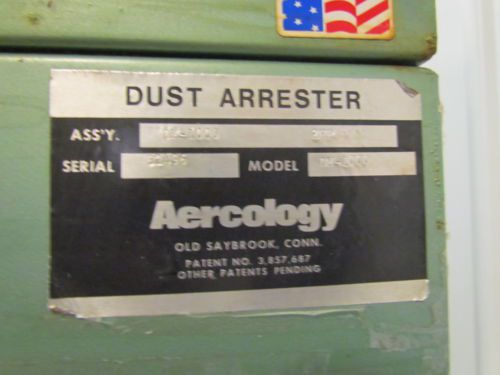 DUST ARRESTER
ASS'Y.
SERIAL MODEL
Aercology
OLD SAYBROOK, CONN.
PATENT NO. 3,857,687
OTHER PATENTS PENDING